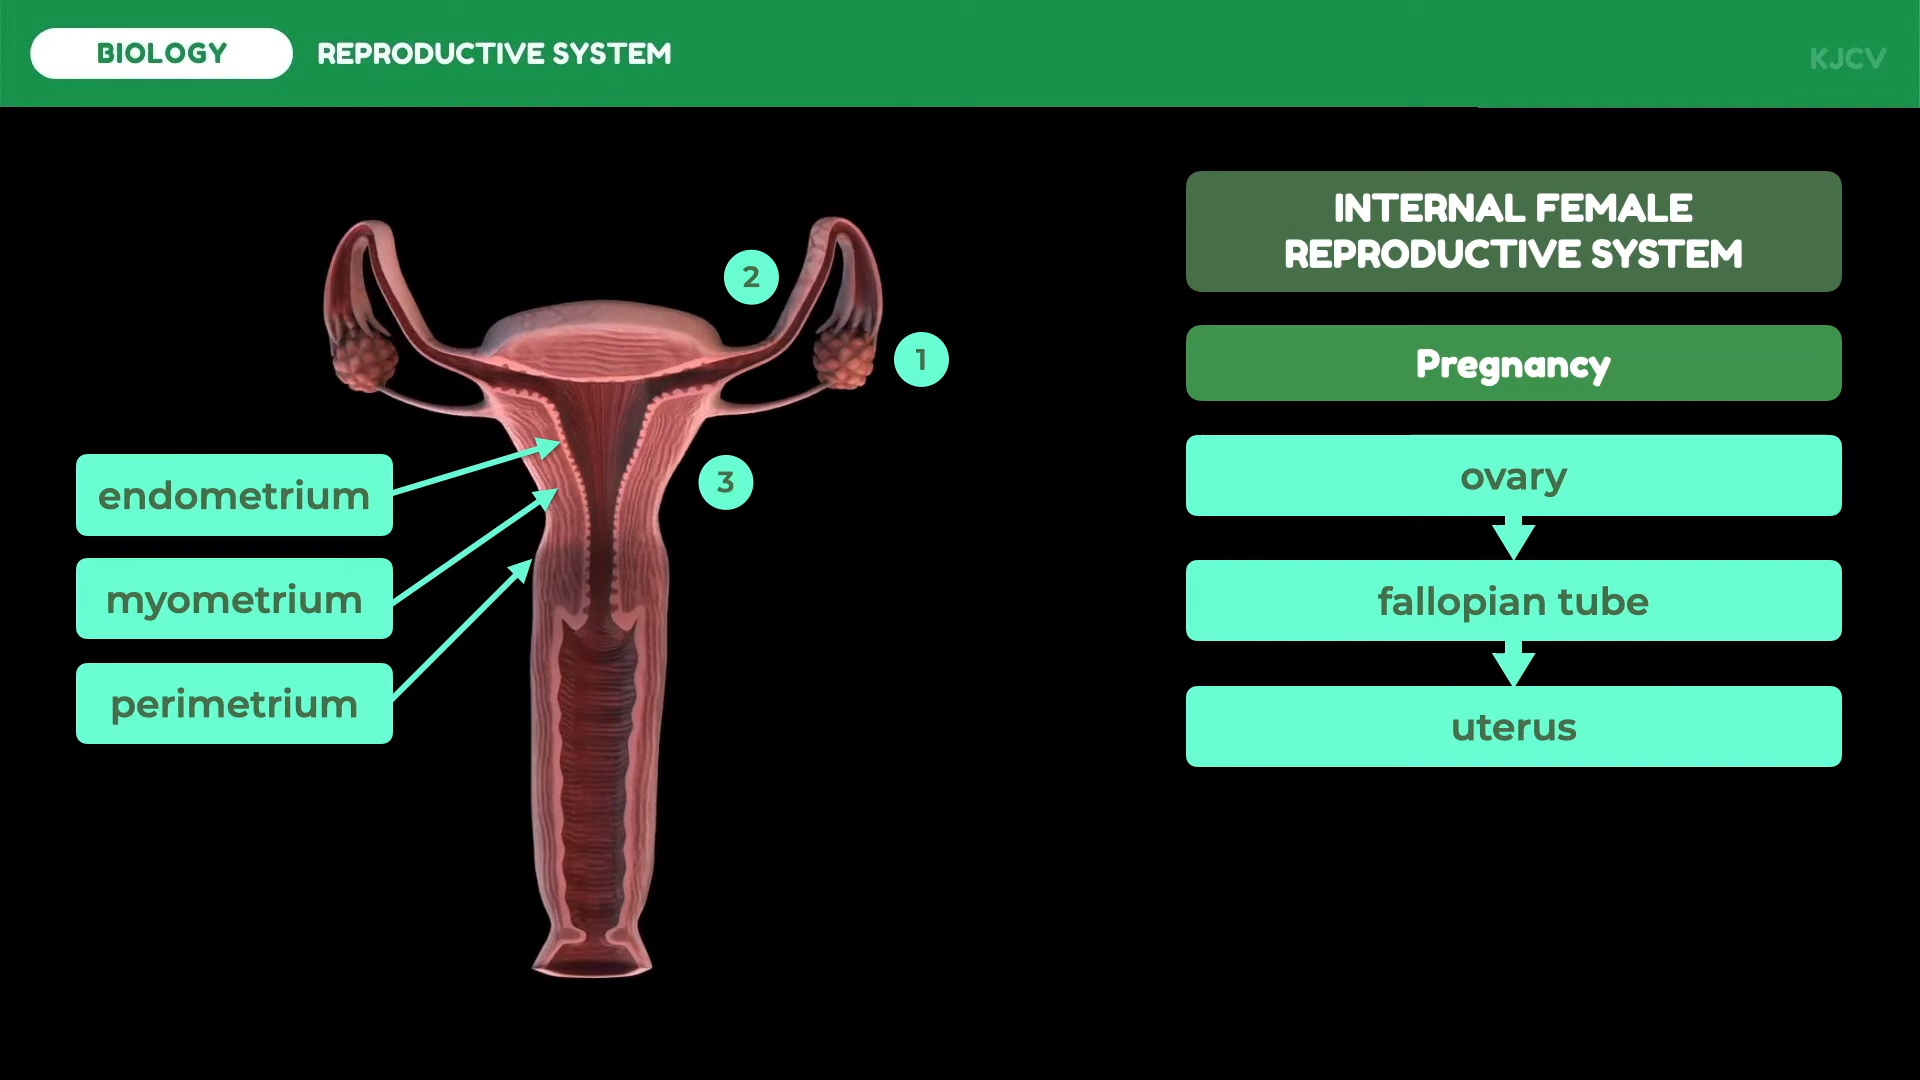 BIOLOGY
REPRODUCTIVE SYSTEM
KJCV
2
1
3
endometrium
myometrium
perimetrium
INTERNAL FEMALE
REPRODUCTIVE SYSTEM
Pregnancy
ovary
fallopian tube
uterus